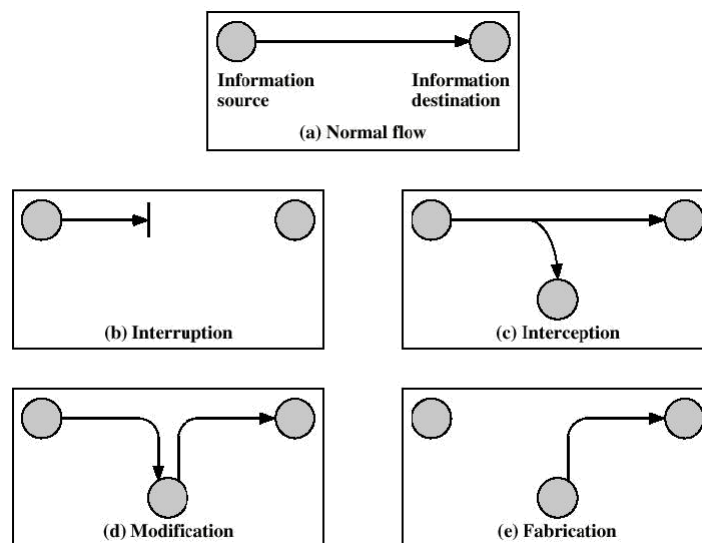 Information
source
Information
destination
(a) Normal flow
(b) Interruption
(c) Interception
(d) Modification
(e) Fabrication